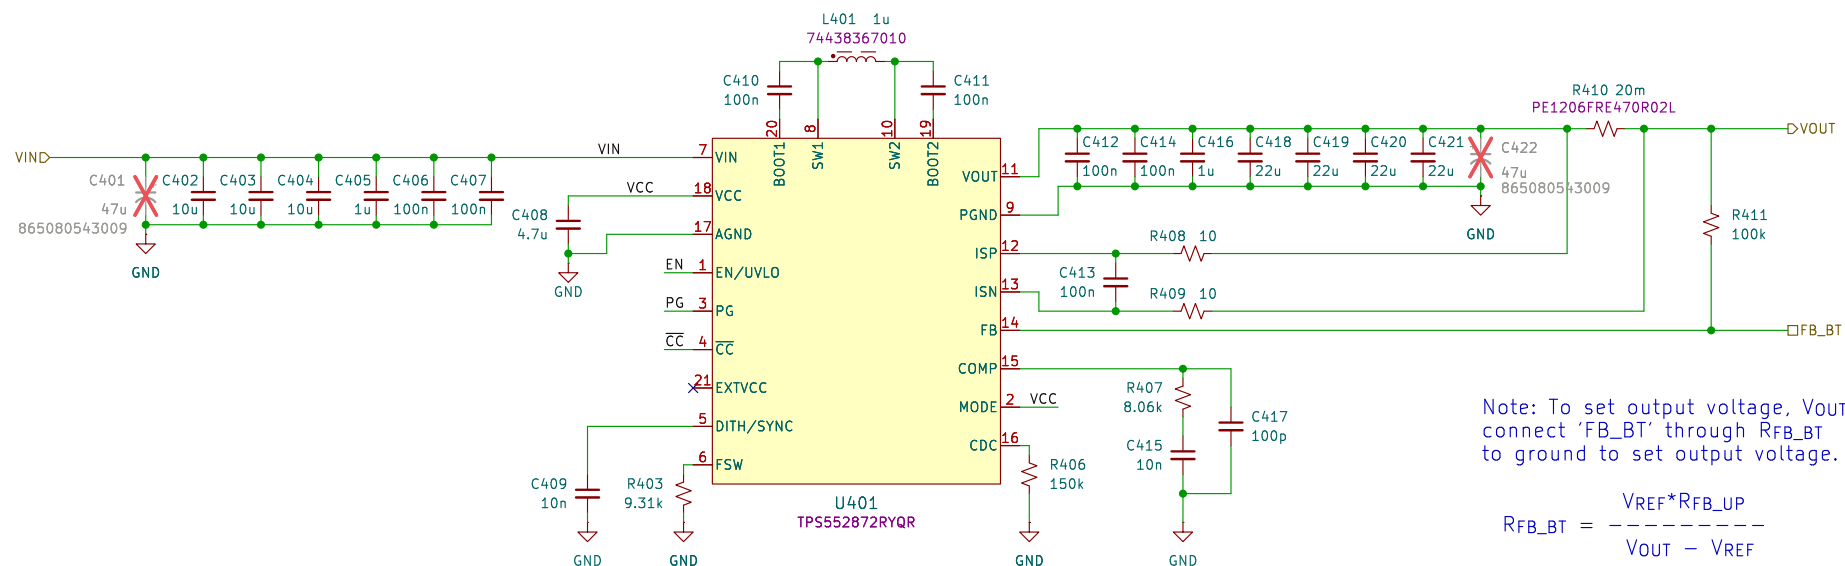 L401 1u
74438367010
C410
100n
C411
100n
20
8
10
19
BOOT1
SW1
SW2
BOOT2
R410 20m
PE1206FRE470R02L
VIN
VIN
7
VIN
C401
47u
865080543009
C402
10u
C403
10u
C404
10u
C405
1u
C406
100n
C407
100n
GND
VCC
18
VCC
C408
4.7u
17
AGND
GND
EN
1
EN/UVLO
PG
3
PG
CC
4
CC
21
EXTVCC
5
DITH/SYNC
6
FSW
C409
10n
GND
R403
9.31k
GND
U401
TPS552872RYQR
VOUT
11
PGND
9
ISP
12
ISN
13
FB
14
COMP
15
MODE
2
VCC
CDC
16
C412
100n
C414
100n
C416
1u
C418
22u
C419
22u
C420
22u
C421
22u
C422
47u
865080543009
GND
VOUT
R411
100k
FB_BT
R408 10
C413
100n
R409 10
R406
150k
GND
R407
8.06k
C415
10n
C417
100p
GND
Note: To set output voltage, VOUT
connect 'FB_BT' through RFB_BT
to ground to set output voltage.
VREF*RFB_UP
RFB_BT = ---------
VOUT - VREF